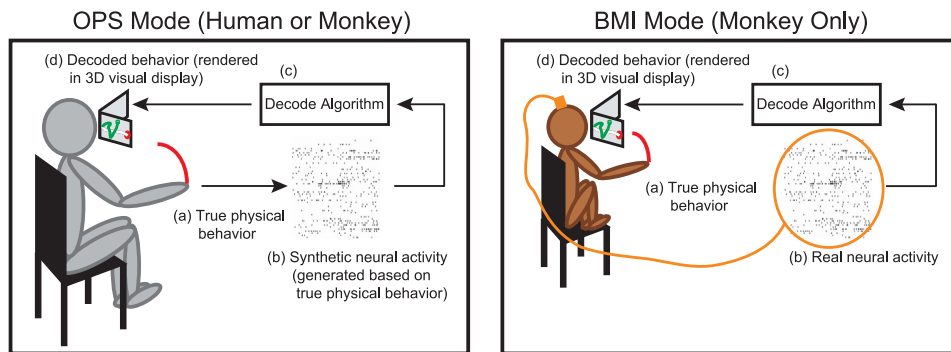 OPS Mode (Human or Monkey)
(d) Decoded behavior (rendered
in 3D visual display)
(c)
Decode Algorithm
(a) True physical
behavior
(b) Synthetic neural activity
(generated based on
true physical behavior)
BMI Mode (Monkey Only)
(d) Decoded behavior (rendered
in 3D visual display)
(c)
Decode Algorithm
(a) True physical
behavior
(b) Real neural activity